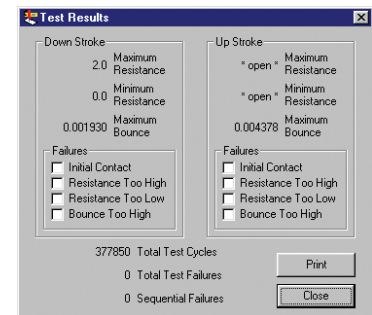 Test Results
Down Stroke
2.0 Maximum Resistance
0.0 Minimum Resistance
0.001930 Maximum Bounce
Failures
Initial Contact
Resistance Too High
Resistance Too Low
Bounce Too High
Up Stroke
* open * Maximum Resistance
* open * Minimum Resistance
0.004378 Maximum Bounce
Failures
Initial Contact
Resistance Too High
Resistance Too Low
Bounce Too High
377850 Total Test Cycles
0 Total Test Failures
0 Sequential Failures
Print
Close